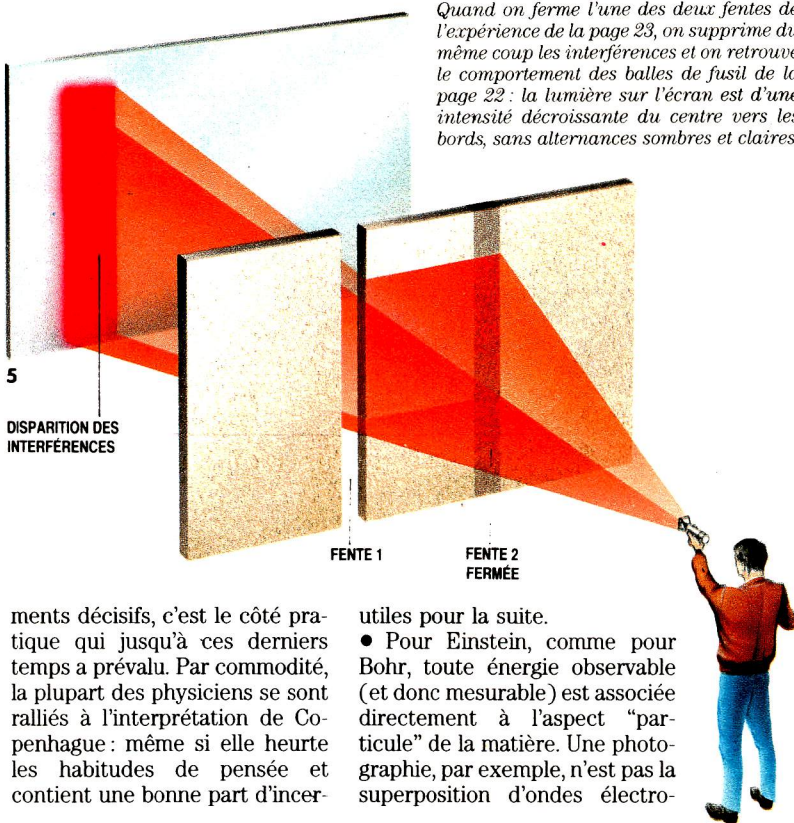 Quand on ferme l'une des deux fentes de
l'expérience de la page 23, on supprime du
même coup les interférences et on retrouve
le comportement des balles de fusil de la
page 22 : la lumière sur l'écran est d'une
intensité décroissante du centre vers les
bords, sans alternances sombres et claires
5
DISPARITION DES
INTERFÉRENCES
FENTE 1
FENTE 2
FERMÉE
ments décisifs, c'est le côté pra-
tique qui jusqu'à ces derniers
temps a prévalu. Par commodité,
la plupart des physiciens se sont
ralliés à l'interprétation de Co-
penhague : même si elle heurte
les habitudes de pensée et
contient une bonne part d'incer-
utiles pour la suite.
● Pour Einstein, comme pour
Bohr, toute énergie observable
(et donc mesurable) est associée
directement à l'aspect "par-
ticule" de la matière. Une photo-
graphie, par exemple, n'est pas la
superposition d'ondes électro-